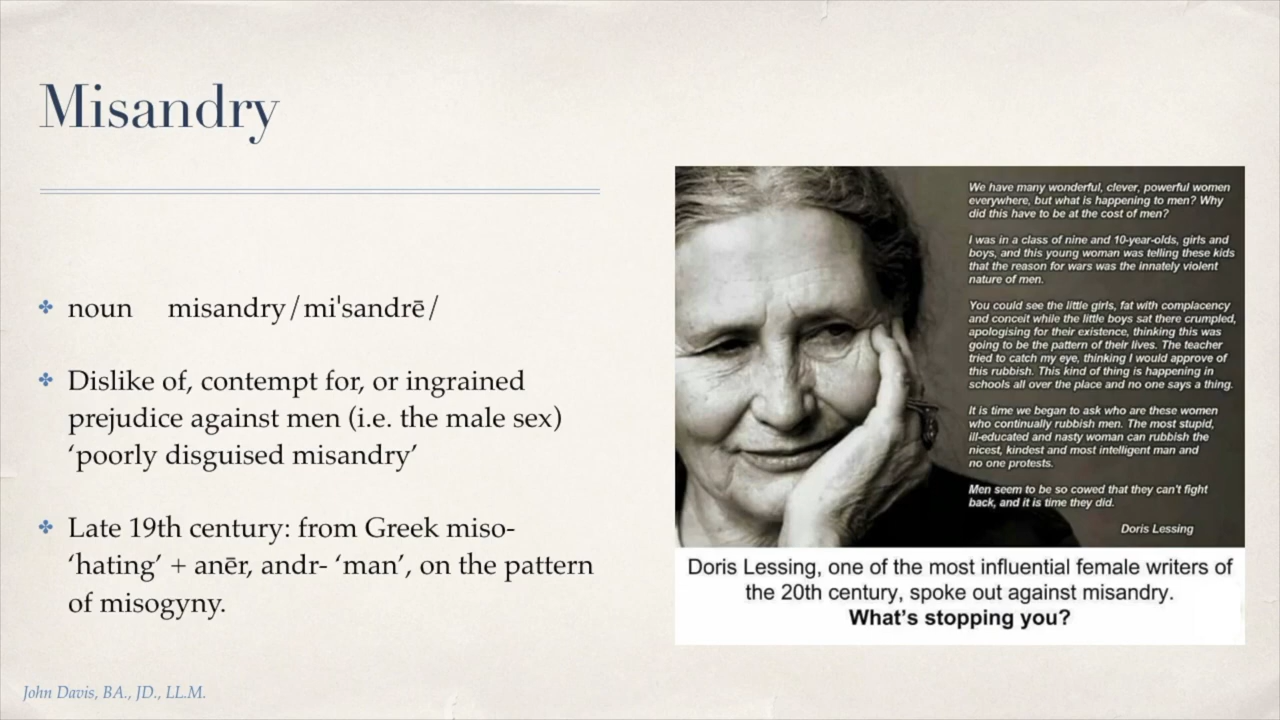 Misandry
noun misandry/mi'sandrē/
Dislike of, contempt for, or ingrained
prejudice against men (i.e. the male sex)
‘poorly disguised misandry’
Late 19th century: from Greek miso-
‘hating’ + anēr, andr- ‘man’, on the pattern
of misogyny.
John Davis, BA., JD., LL.M.
We have many wonderful, clever, powerful women
everywhere, but what is happening to men? Why
did this have to be at the cost of men?
I was in a class of nine and 10-year-olds, girls and
boys, and this young woman was telling these kids
that the reason for wars was the innately violent
nature of men.
You could see the little girls, fat with complacency
and conceit while the little boys sat there crumpled,
apologising for their existence, thinking this was
going to be the pattern of their lives. The teacher
tried to catch my eye, thinking I would approve of
this rubbish. This kind of thing is happening in
schools all over the place and no one says a thing.
It is time we began to ask who are these women
who continually rubbish men. The most stupid,
ill-educated and nasty woman can rubbish the
nicest, kindest and most intelligent man and
no one protests.
Men seem to be so cowed that they can't fight
back, and it is time they did.
Doris Lessing
Doris Lessing, one of the most influential female writers of
the 20th century, spoke out against misandry.
What’s stopping you?